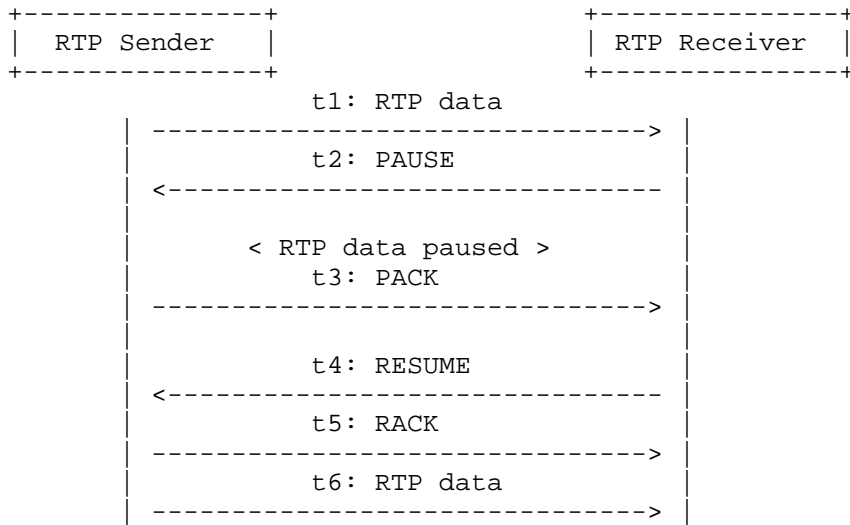 RTP Sender RTP Receiver
t1: RTP data
t2: PAUSE
< RTP data paused >
t3: PACK
t4: RESUME
t5: RACK
t6: RTP data